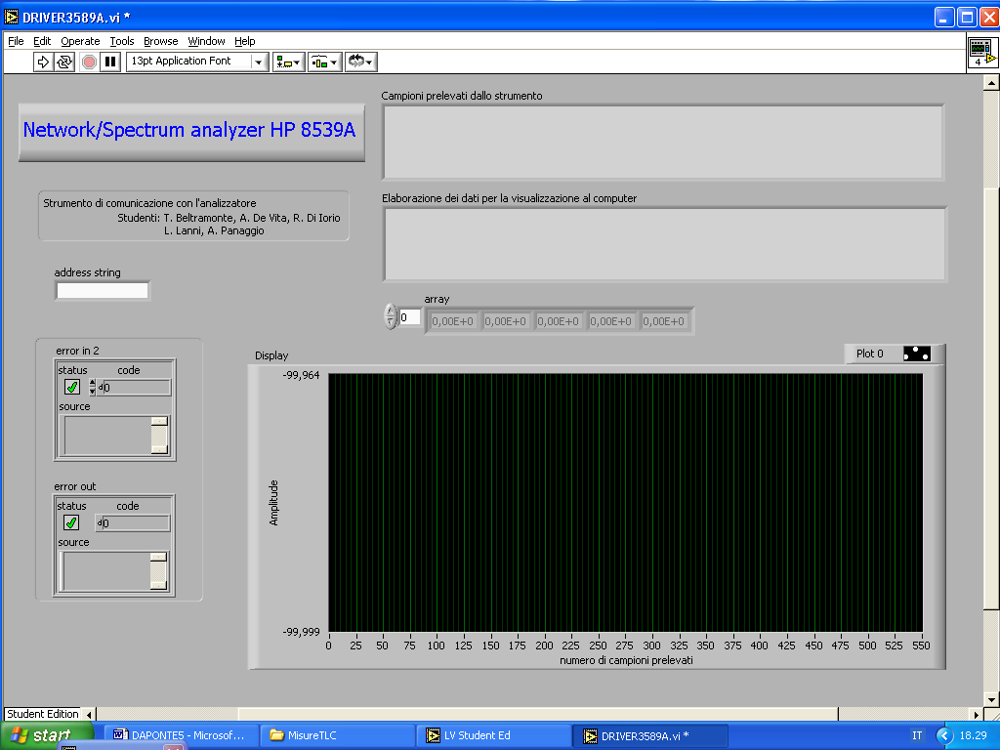 DRIVER3589A.vi *
File Edit Operate Tools Browse Window Help
13pt Application Font
4
Network/Spectrum analyzer HP 8539A
Campioni prelevati dallo strumento
Strumento di comunicazione con l'analizzatore
Studenti: T. Beltramonte, A. De Vita, R. Di Iorio
L. Lanni, A. Panaggio
Elaborazione dei dati per la visualizzazione al computer
address string
array
0 0,00E+0 0,00E+0 0,00E+0 0,00E+0 0,00E+0
error in 2
status code
d 0
source
error out
status code
d 0
source
Display
Plot 0
-99,964
Amplitude
-99,999
0 25 50 75 100 125 150 175 200 225 250 275 300 325 350 375 400 425 450 475 500 525 550
numero di campioni prelevati
Student Edition
start DAPONTE5 - Microsof... MisureTLC LV Student Ed DRIVER3589A.vi * IT 18.29